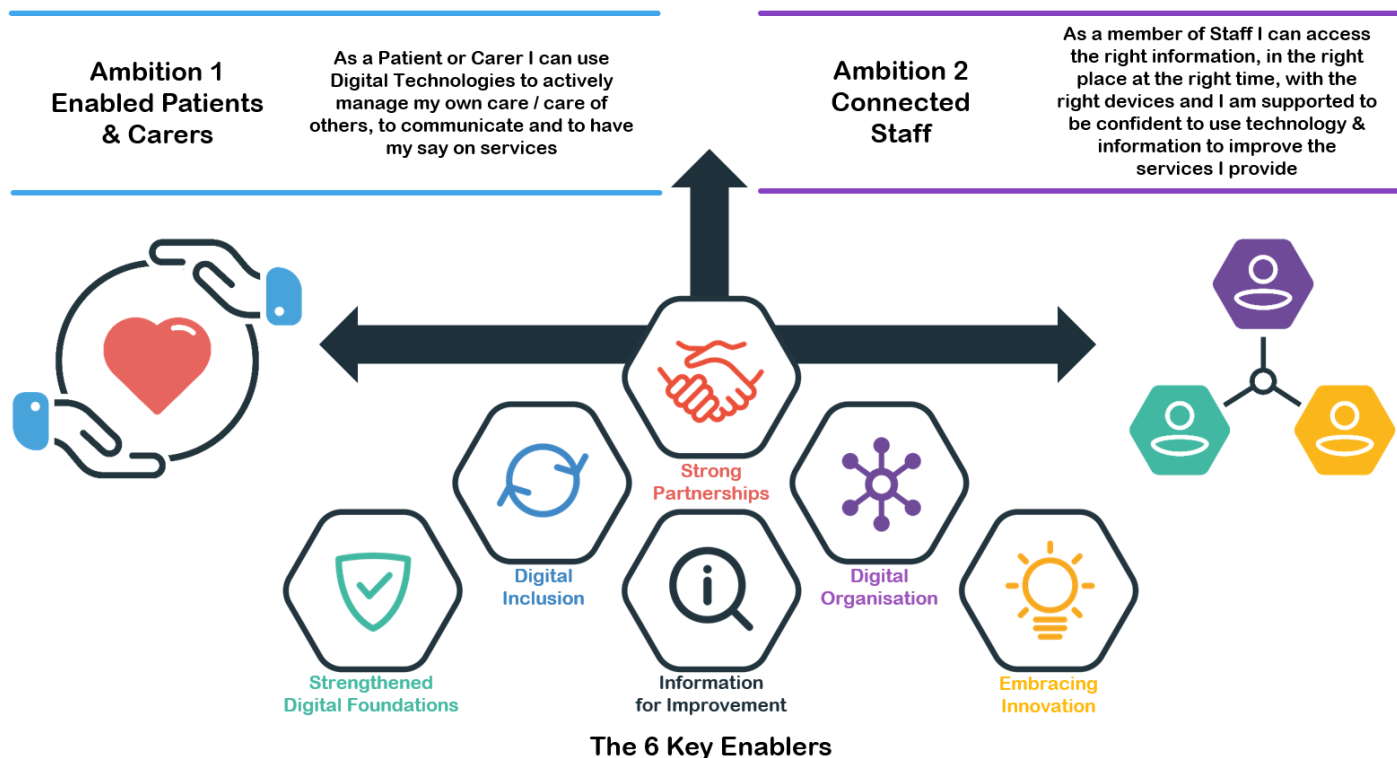 Ambition 1
Enabled Patients
& Carers
As a Patient or Carer I can use
Digital Technologies to actively
manage my own care / care of
others, to communicate and to have
my say on services
Ambition 2
Connected
Staff
As a member of Staff I can access
the right information, in the right
place at the right time, with the
right devices and I am supported to
be confident to use technology &
information to improve the
services I provide
Strong
Partnerships
Digital
Inclusion
Digital
Organisation
Strengthened
Digital Foundations
i
Information
for Improvement
Embracing
Innovation
The 6 Key Enablers